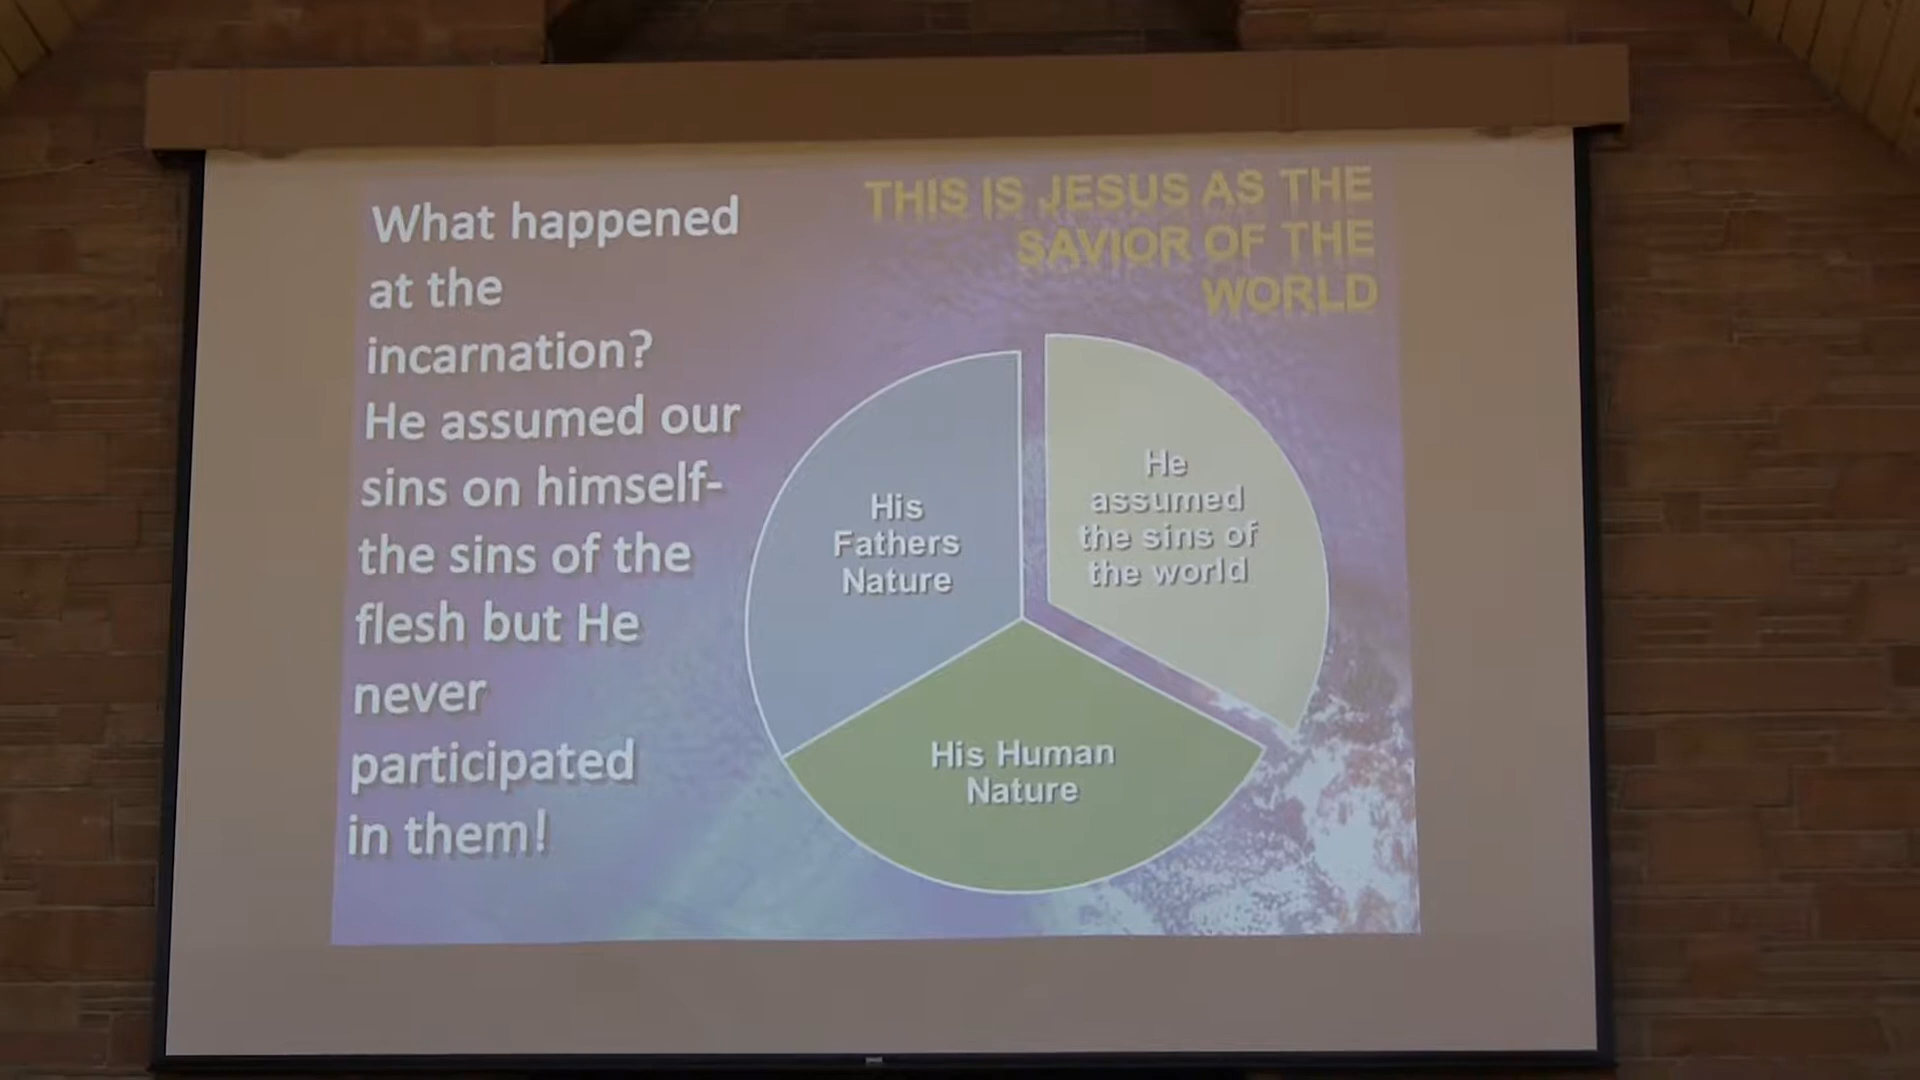 What happened
at the
incarnation?
He assumed our
sins on himself-
the sins of the
flesh but He
never
participated
in them!
THIS IS JESUS AS THE
SAVIOR OF THE
WORLD
His
Fathers
Nature
He
assumed
the sins of
the world
His Human
Nature